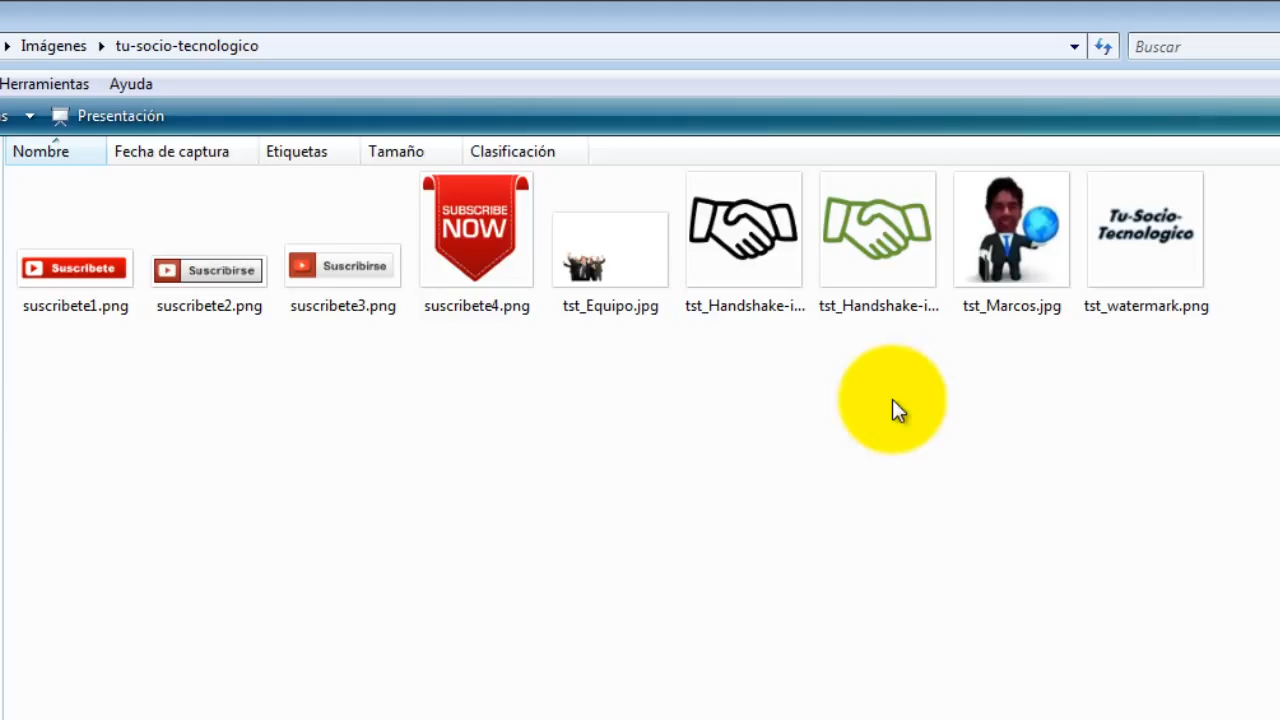 Imágenes tu-socio-tecnologico
Buscar
Herramientas Ayuda
s Presentación
Nombre Fecha de captura Etiquetas Tamaño Clasificación
Suscribete
Suscribirse
Suscribirse
SUBSCRIBE
NOW
Tu-Socio-
Tecnologico
suscribete1.png suscribete2.png suscribete3.png suscribete4.png tst_Equipo.jpg tst_Handshake-i... tst_Handshake-i... tst_Marcos.jpg tst_watermark.png